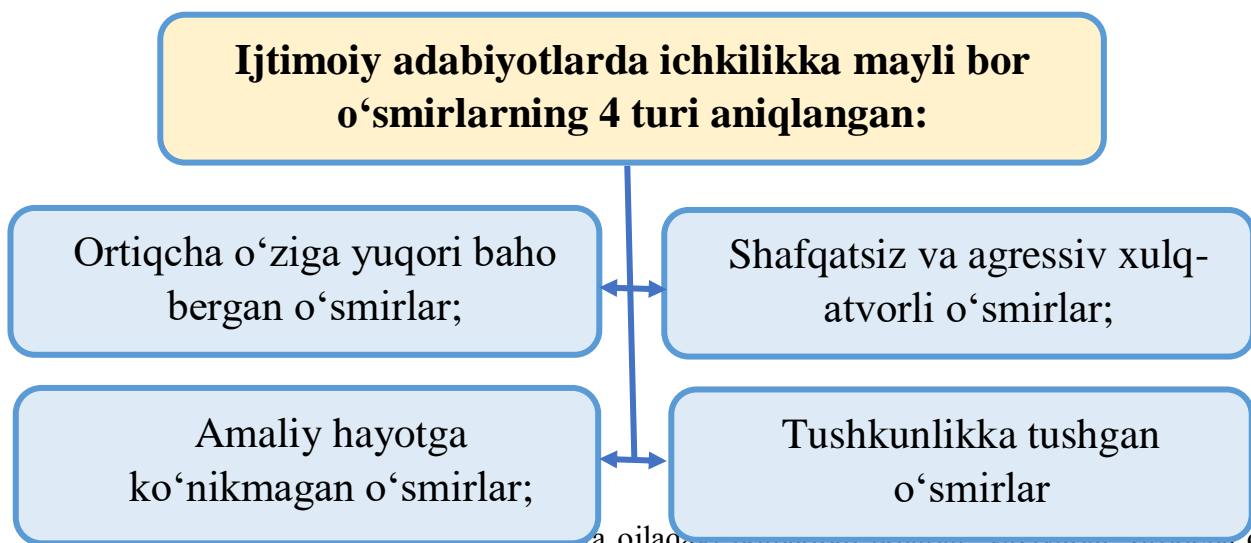 Ijtimoiy adabiyotlarda ichkilikka mayli bor
o‘smirlarning 4 turi aniqlangan:
Ortiqcha o‘ziga yuqori baho
bergan o‘smirlar;
Shafqatsiz va agressiv xulq-
atvorli o‘smirlar;
Amaliy hayotga
ko‘nikmagan o‘smirlar;
Tushkunlikka tushgan
o‘smirlar